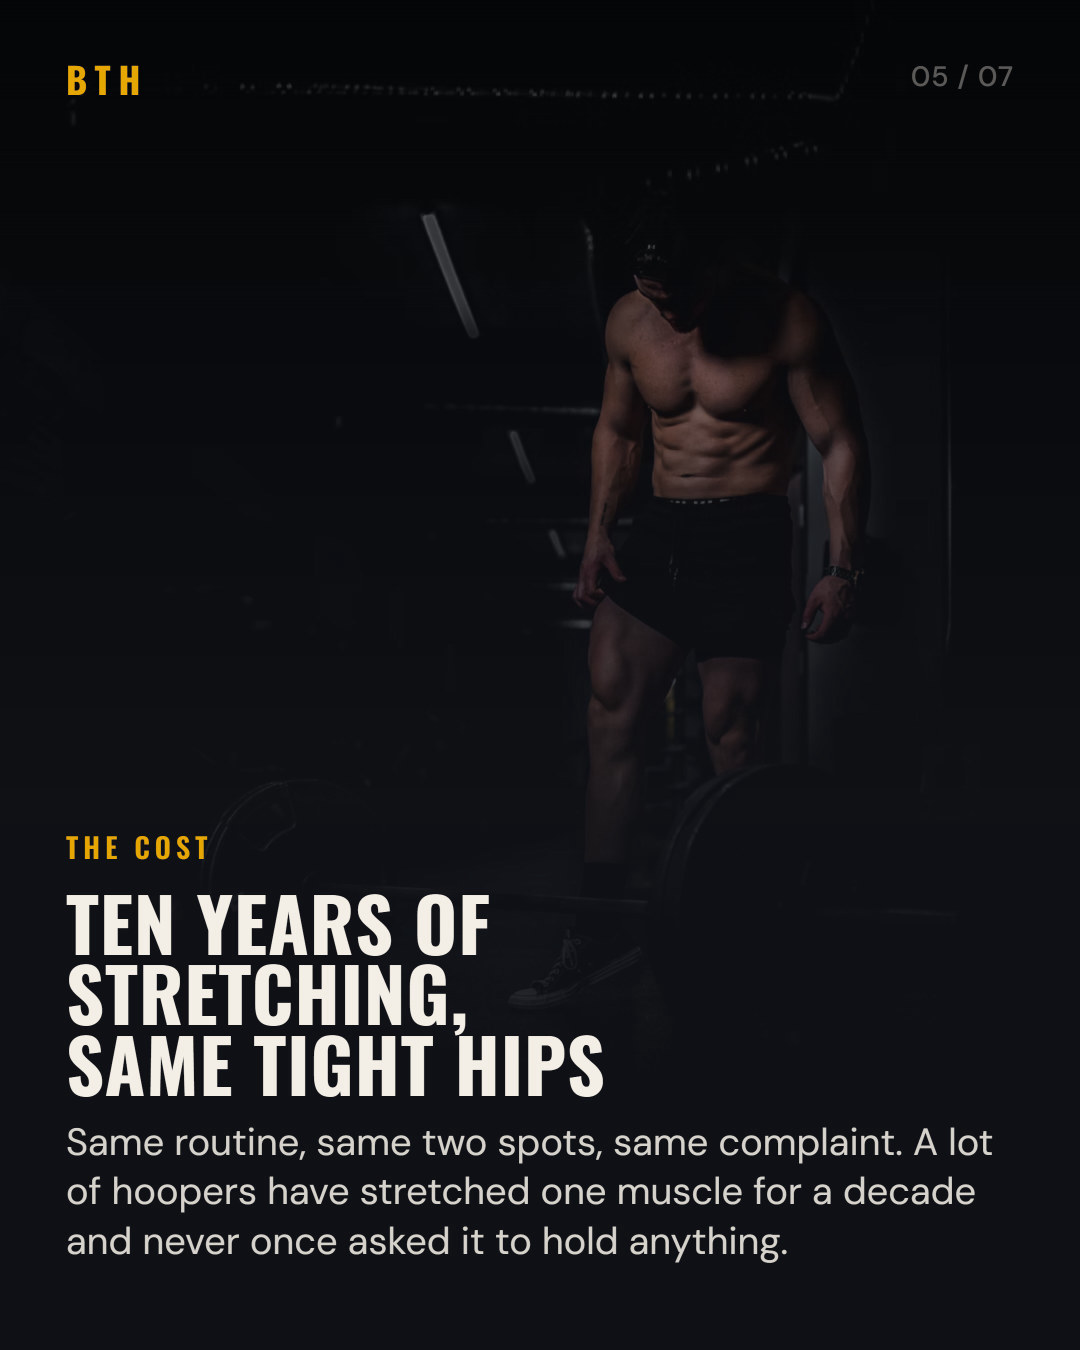 BTH
05 / 07
THE COST
TEN YEARS OF
STRETCHING,
SAME TIGHT HIPS
Same routine, same two spots, same complaint. A lot
of hoopers have stretched one muscle for a decade
and never once asked it to hold anything.